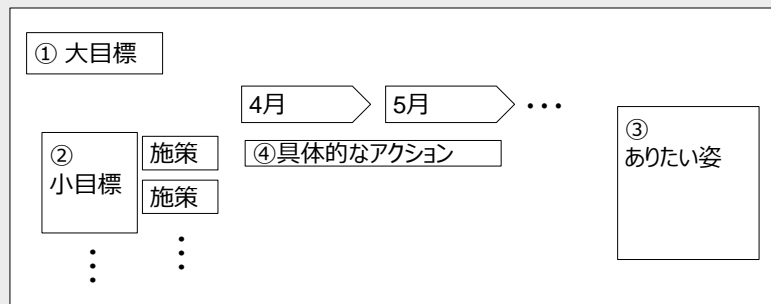 ① 大目標
4月
5月
・・・
②
小目標
施策
④具体的なアクション
③
ありたい姿
施策